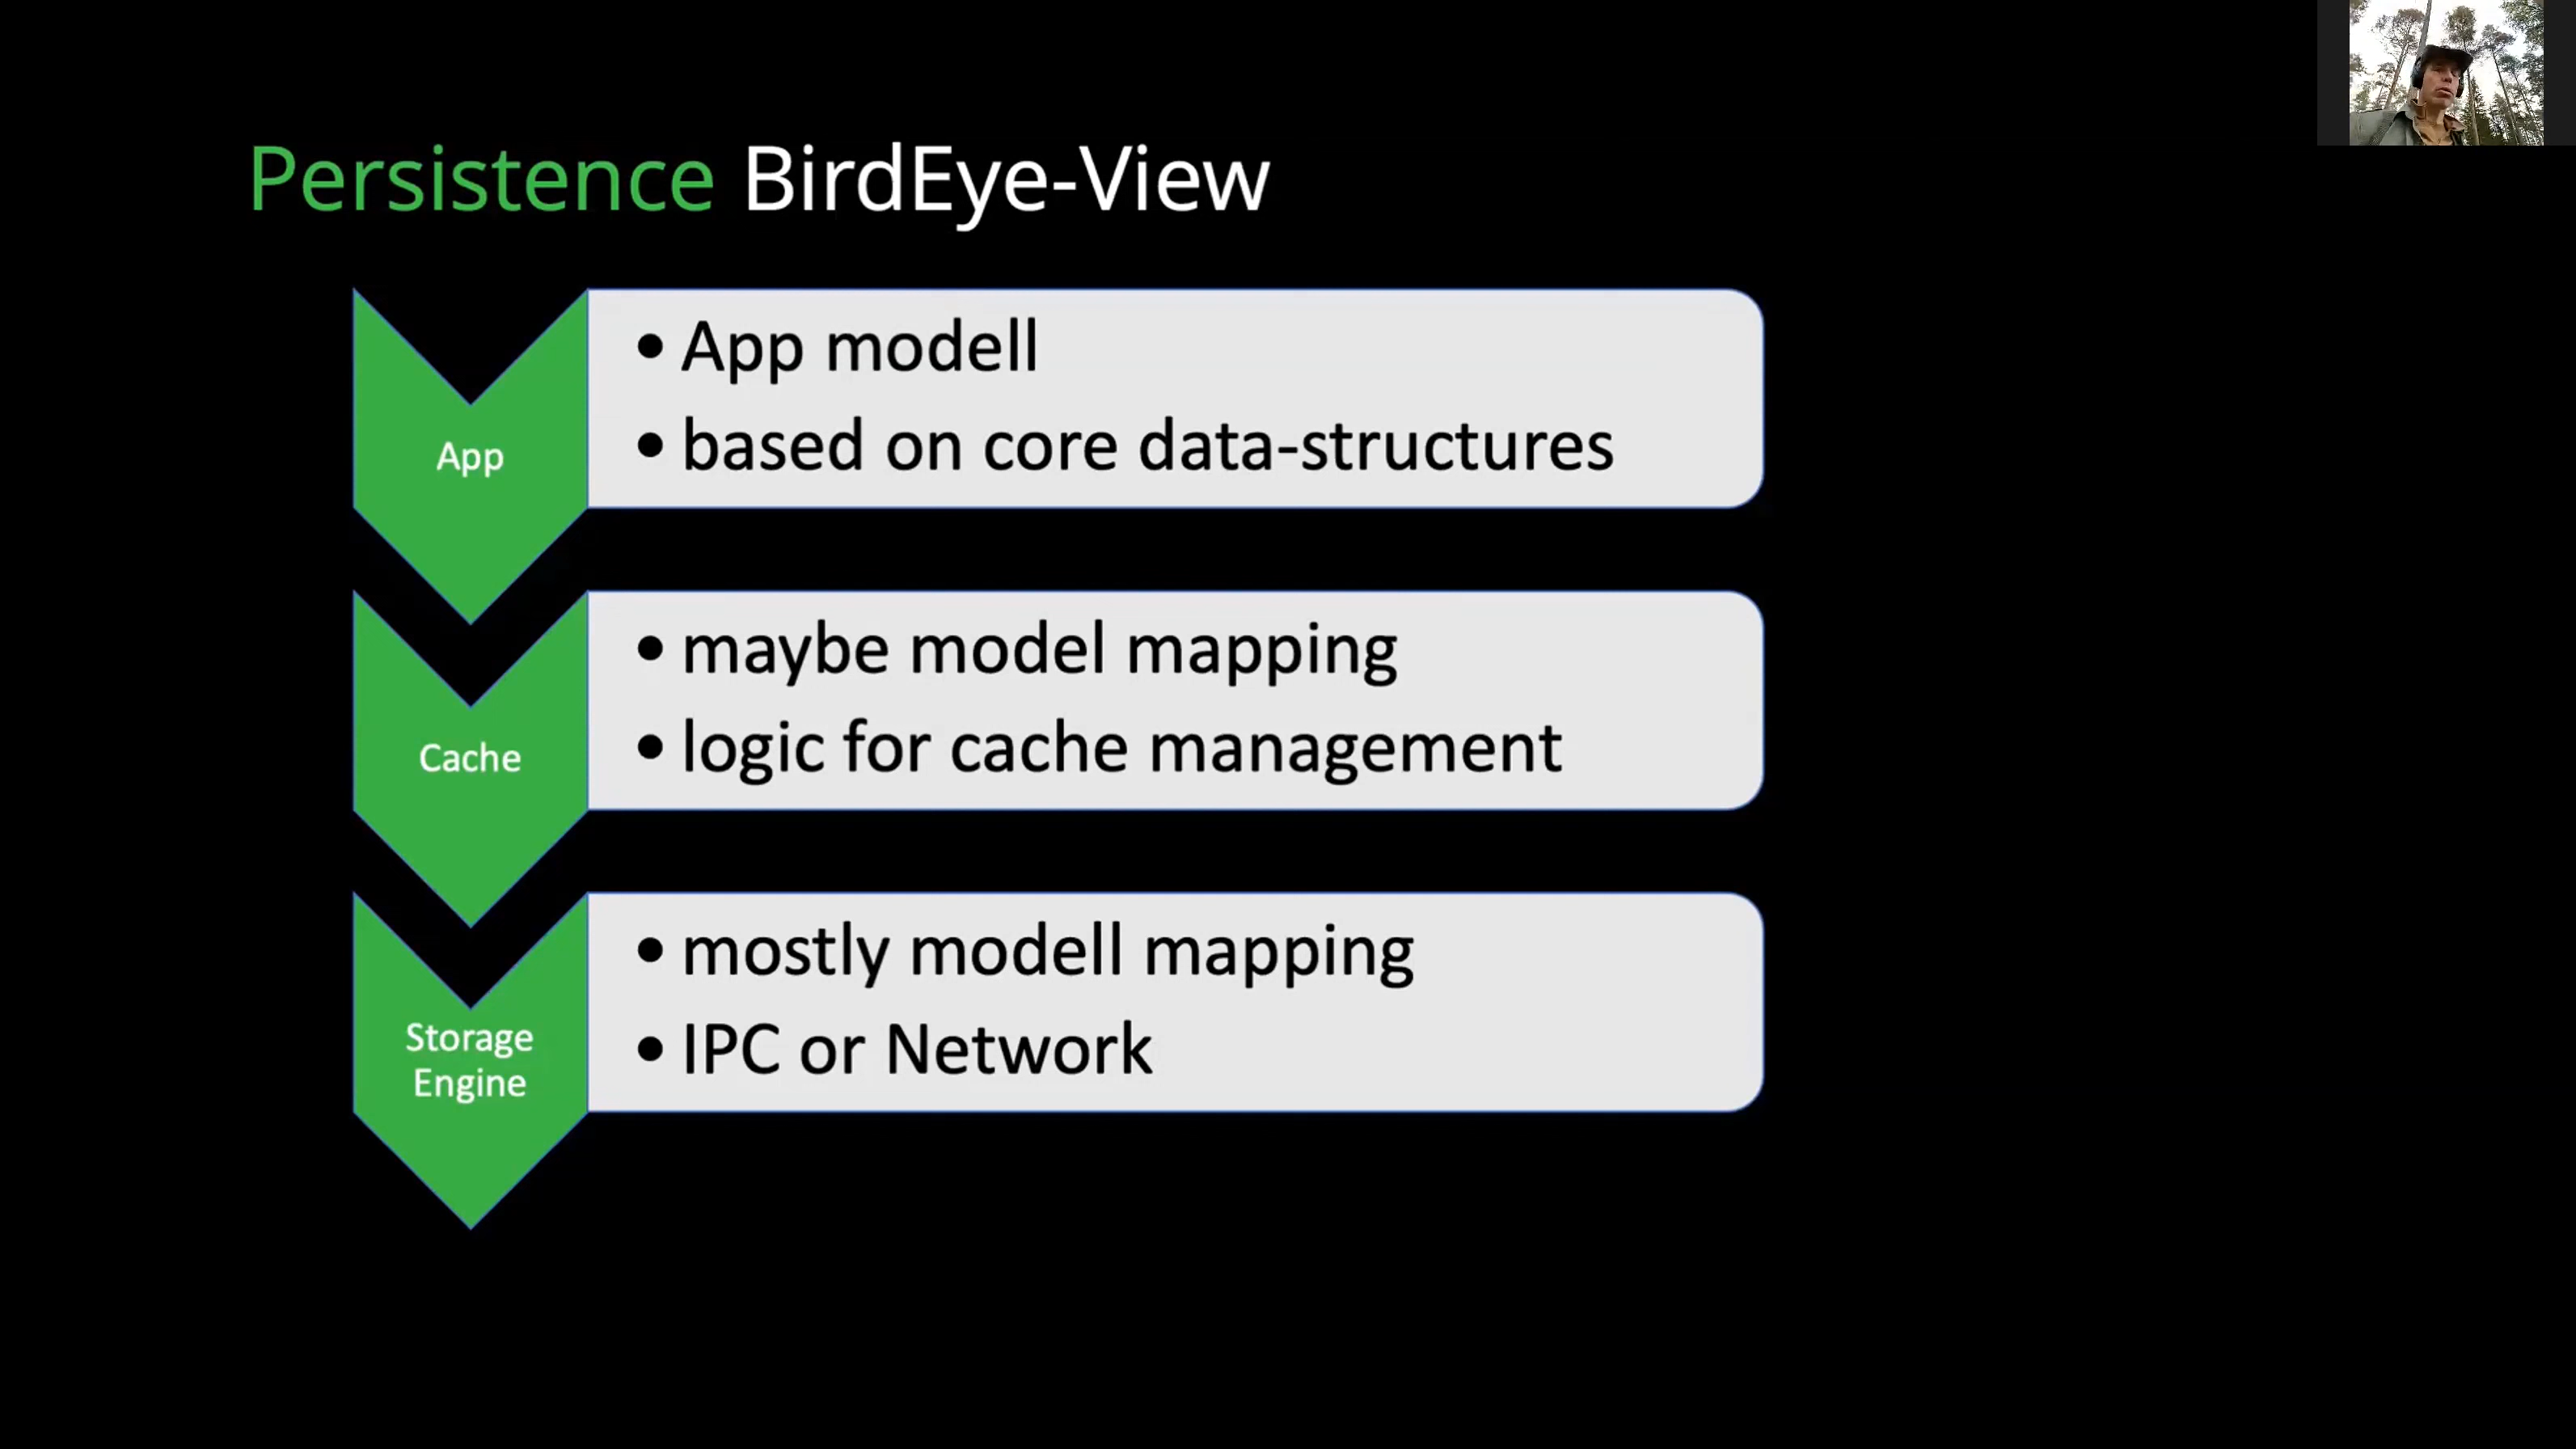 Persistence BirdEye-View
App
• App modell
• based on core data-structures
Cache
• maybe model mapping
• logic for cache management
Storage
Engine
• mostly modell mapping
• IPC or Network